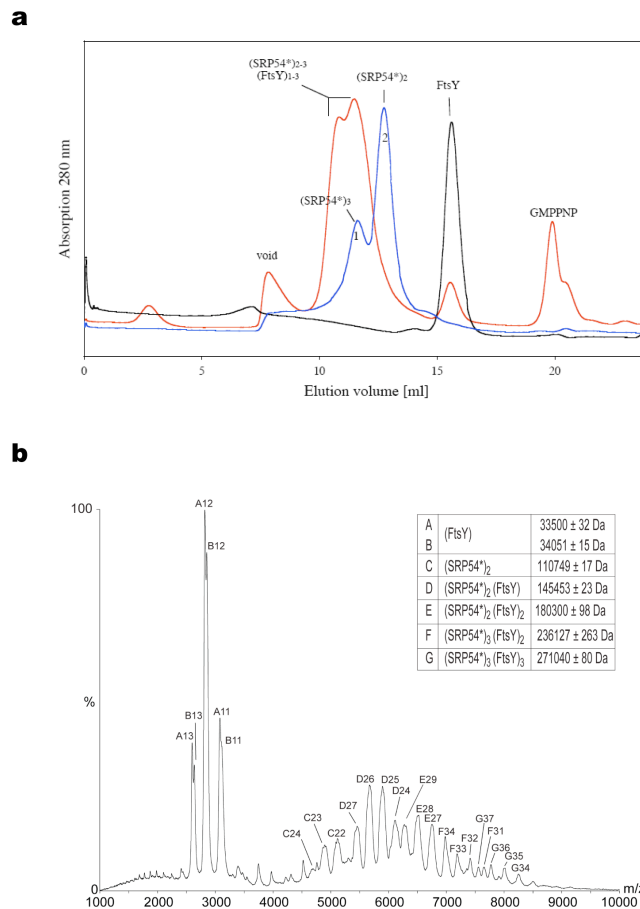 a
(SRP54*)2-3
(FtsY)1-3
(SRP54*)2
FtsY
2
(SRP54*)3
1
GMPPNP
void
Absorption 280 nm
0 5 10 15 20
Elution volume [ml]
b
100
%
A12
B12
A11
B13
B11
A13
A (FtsY) 33500 ± 32 Da
B 34051 ± 15 Da
C (SRP54*)2 110749 ± 17 Da
D (SRP54*)2 (FtsY) 145453 ± 23 Da
E (SRP54*)2 (FtsY)2 180300 ± 98 Da
F (SRP54*)3 (FtsY)2 236127 ± 263 Da
G (SRP54*)3 (FtsY)3 271040 ± 80 Da
D26 D25
D24 E29
D27
C23
C22
C24
E28
E27
F34
F33
F32
G37
F31
G36
G35
G34
1000 2000 3000 4000 5000 6000 7000 8000 9000 10000 m/z